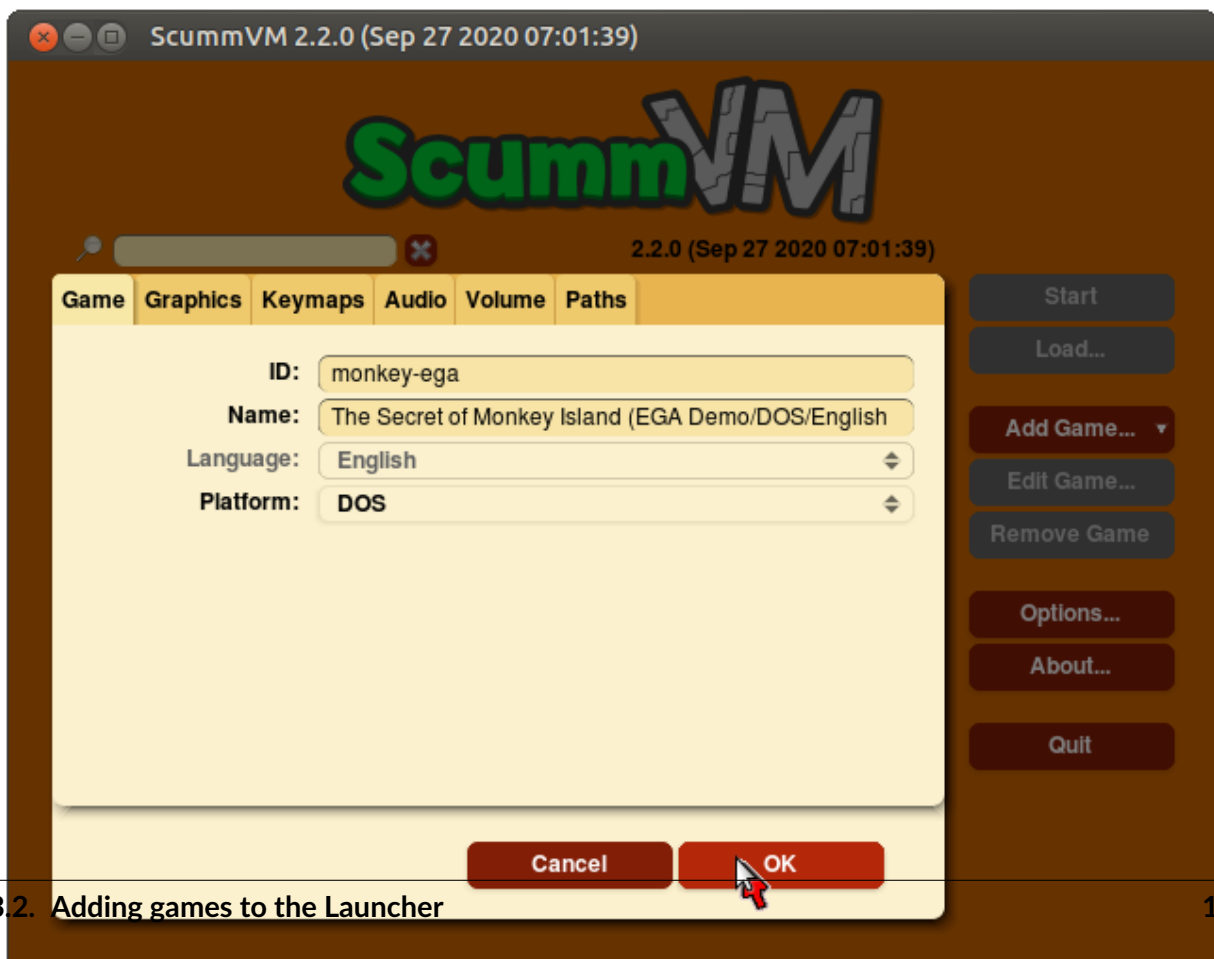 ScummVM 2.2.0 (Sep 27 2020 07:01:39)
ScummVM
2.2.0 (Sep 27 2020 07:01:39)
Game Graphics Keymaps Audio Volume Paths
ID: monkey-ega
Name: The Secret of Monkey Island (EGA Demo/DOS/English
Language: English
Platform: DOS
Start
Load...
Add Game...
Edit Game...
Remove Game
Options...
About...
Quit
Cancel OK
.2. Adding games to the Launcher